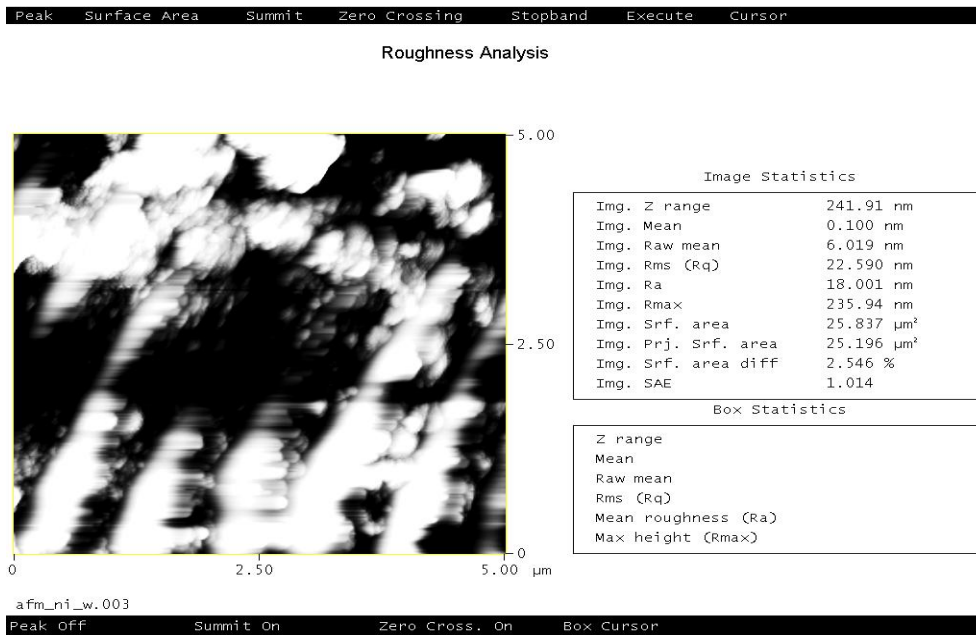 Peak Surface Area Summit Zero Crossing Stopband Execute Cursor
Roughness Analysis
5.00
2.50
0
0 2.50 5.00 µm
Image Statistics
Img. Z range 241.91 nm
Img. Mean 0.100 nm
Img. Raw mean 6.019 nm
Img. Rms (Rq) 22.590 nm
Img. Ra 18.001 nm
Img. Rmax 235.94 nm
Img. Srf. area 25.837 µm²
Img. Prj. Srf. area 25.196 µm²
Img. Srf. area diff 2.546 %
Img. SAE 1.014
Box Statistics
Z range
Mean
Raw mean
Rms (Rq)
Mean roughness (Ra)
Max height (Rmax)
afm_ni_w.003
Peak Off Summit On Zero Cross. On Box Cursor